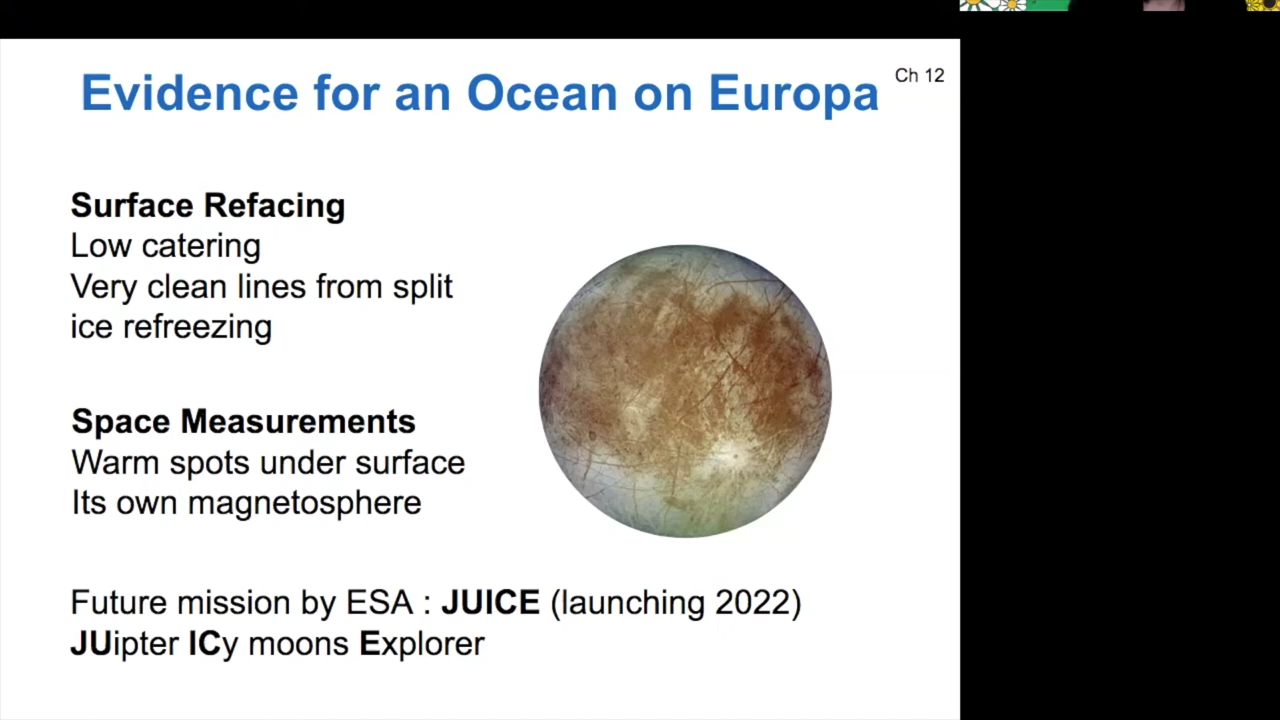 Evidence for an Ocean on Europa
Ch 12
Surface Refacing
Low catering
Very clean lines from split
ice refreezing
Space Measurements
Warm spots under surface
Its own magnetosphere
Future mission by ESA : JUICE (launching 2022)
JUipter ICy moons Explorer